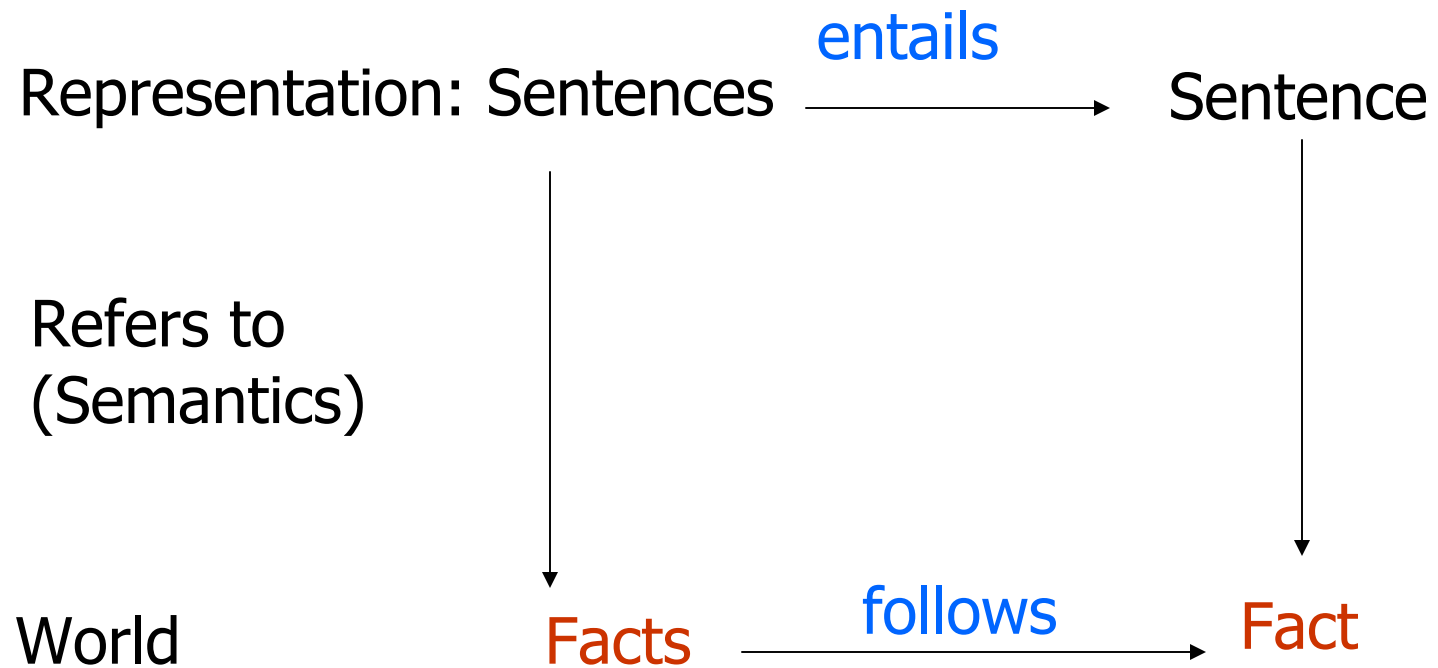 entails
Representation: Sentences
Sentence
Refers to
(Semantics)
World
Facts
follows
Fact